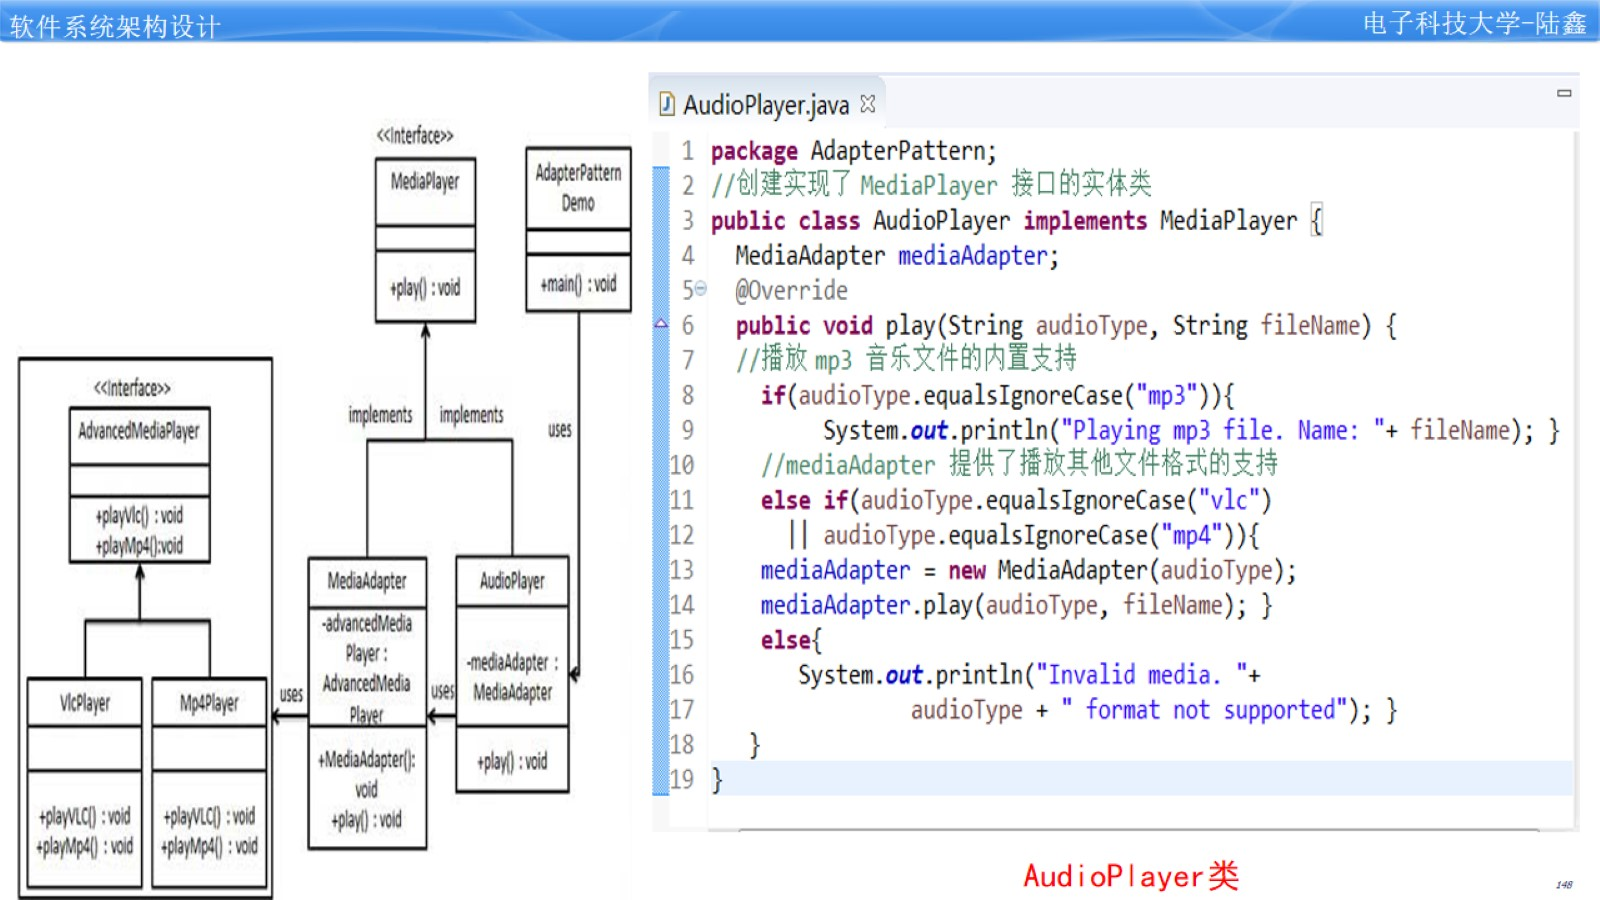 软件系统架构设计
电子科技大学-陆鑫
<<Interface>>
MediaPlayer
+play() : void
AdapterPattern
Demo
+main() : void
implements
implements
uses
<<Interface>>
AdvancedMediaPlayer
+playVlc() : void
+playMp4():void
VlcPlayer
+playVLC() : void
+playMp4() : void
Mp4Player
+playVLC() : void
+playMp4() : void
uses
MediaAdapter
-advancedMedia
Player :
AdvancedMedia
Player
+MediaAdapter():
void
+play() : void
uses
AudioPlayer
-mediaAdapter :
MediaAdapter
+play() : void
AudioPlayer.java
1 package AdapterPattern;
2 //创建实现了 MediaPlayer 接口的实体类
3 public class AudioPlayer implements MediaPlayer {
4 MediaAdapter mediaAdapter;
5 @Override
6 public void play(String audioType, String fileName) {
7 //播放 mp3 音乐文件的内置支持
8 if(audioType.equalsIgnoreCase("mp3")){
9 System.out.println("Playing mp3 file. Name: "+ fileName); }
10 //mediaAdapter 提供了播放其他文件格式的支持
11 else if(audioType.equalsIgnoreCase("vlc")
12 || audioType.equalsIgnoreCase("mp4")){
13 mediaAdapter = new MediaAdapter(audioType);
14 mediaAdapter.play(audioType, fileName); }
15 else{
16 System.out.println("Invalid media. "+
17 audioType + " format not supported"); }
18 }
19 }
AudioPlayer类
148